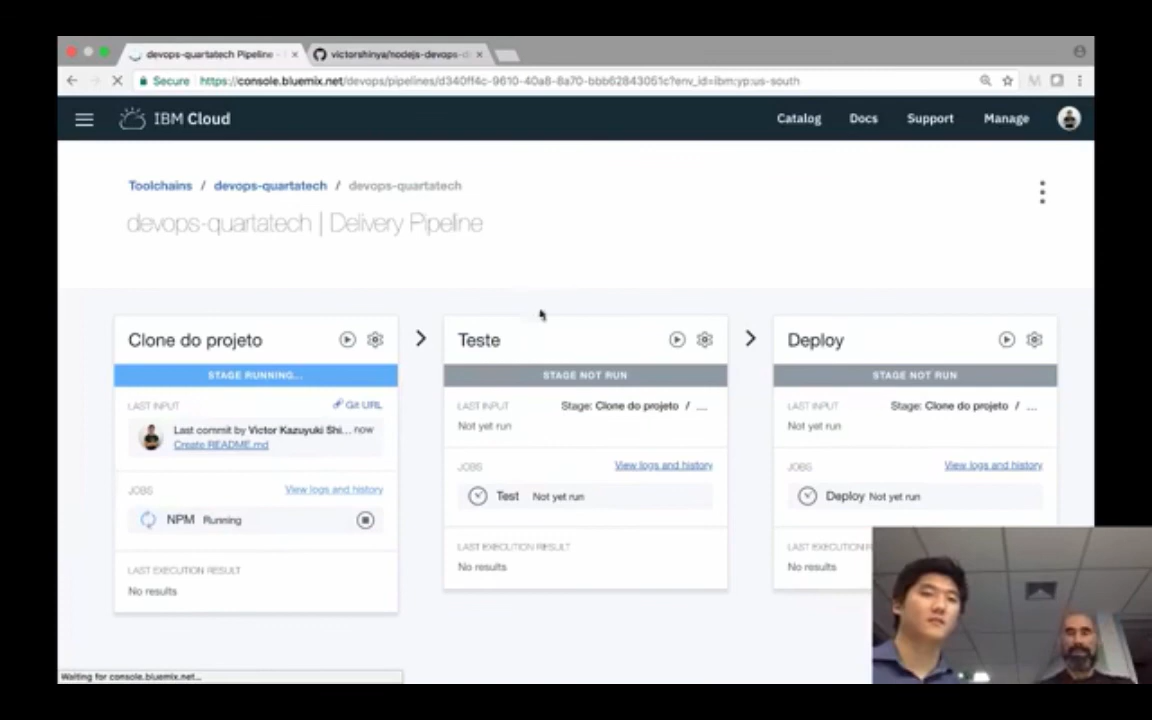 devops-quartatech Pipeline -
victorshinya/nodejs-devops-d
Secure https://console.bluemix.net/devops/pipelines/d340ff4c-9610-40a8-8a70-bbb62843061c?env_id=ibm:yp:us-south
IBM Cloud Catalog Docs Support Manage
Toolchains / devops-quartatech / devops-quartatech
devops-quartatech | Delivery Pipeline
Clone do projeto
STAGE RUNNING...
LAST INPUT Git URL
Last commit by Victor Kazuyuki Shi... now
Create README.md
JOBS View logs and history
NPM Running
LAST EXECUTION RESULT
No results
Teste
STAGE NOT RUN
LAST INPUT Stage: Clone do projeto / ...
Not yet run
JOBS View logs and history
Test Not yet run
LAST EXECUTION RESULT
No results
Deploy
STAGE NOT RUN
LAST INPUT Stage: Clone do projeto / ...
Not yet run
JOBS View logs and history
Deploy Not yet run
LAST EXECUTION R
No results
Waiting for console.bluemix.net...